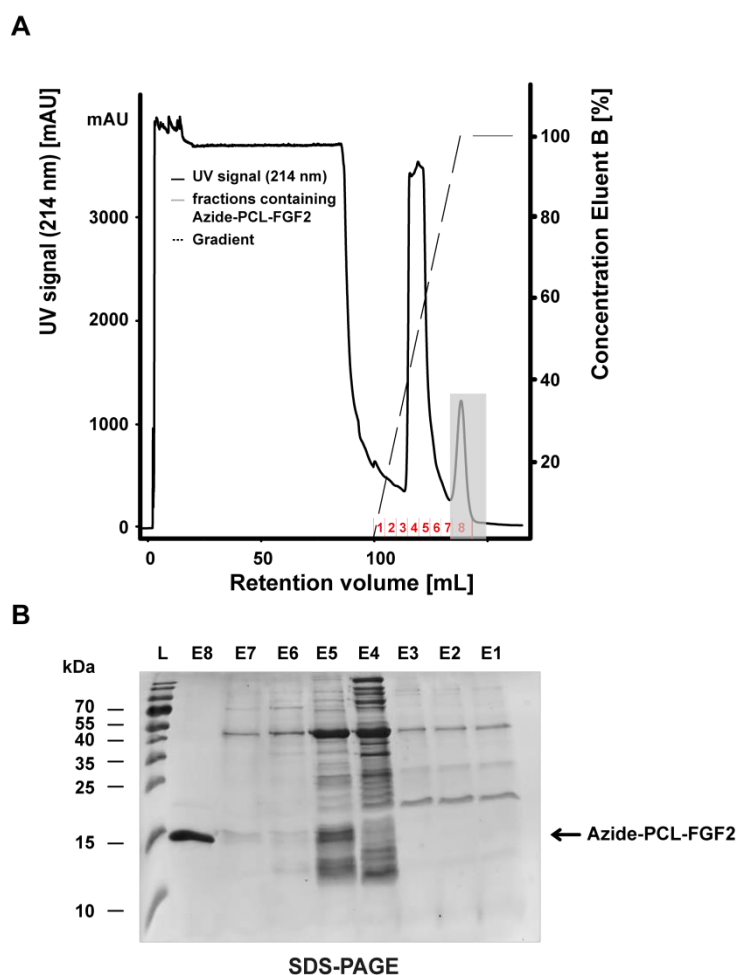 A
UV signal (214 nm) [mAU]
mAU
3000
2000
1000
0
UV signal (214 nm)
fractions containing
Azide-PCL-FGF2
Gradient
100
80
60
40
20
Concentration Eluent B [%]
1 2 3 4 5 6 7 8
0 50 100
Retention volume [mL]
B
kDa
L E8 E7 E6 E5 E4 E3 E2 E1
70
55
40
35
25
15
10
Azide-PCL-FGF2
SDS-PAGE